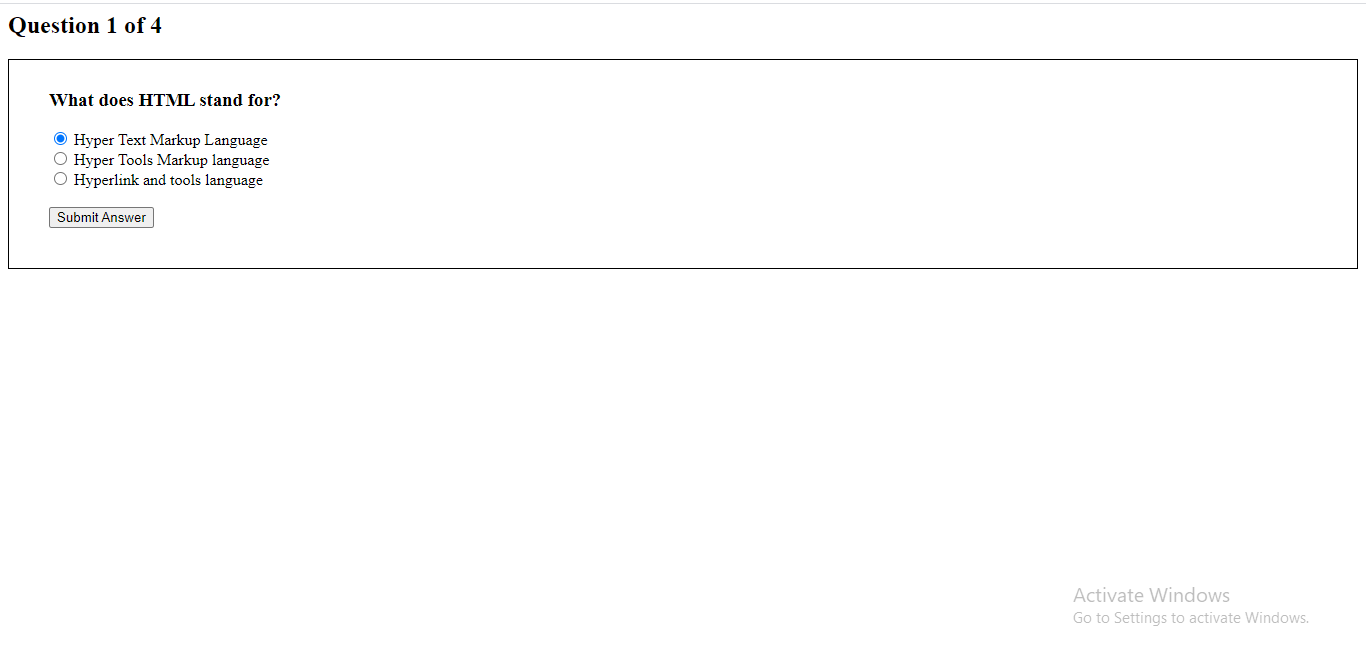 Question 1 of 4
What does HTML stand for?
Hyper Text Markup Language
Hyper Tools Markup language
Hyperlink and tools language
Submit Answer
Activate Windows
Go to Settings to activate Windows.